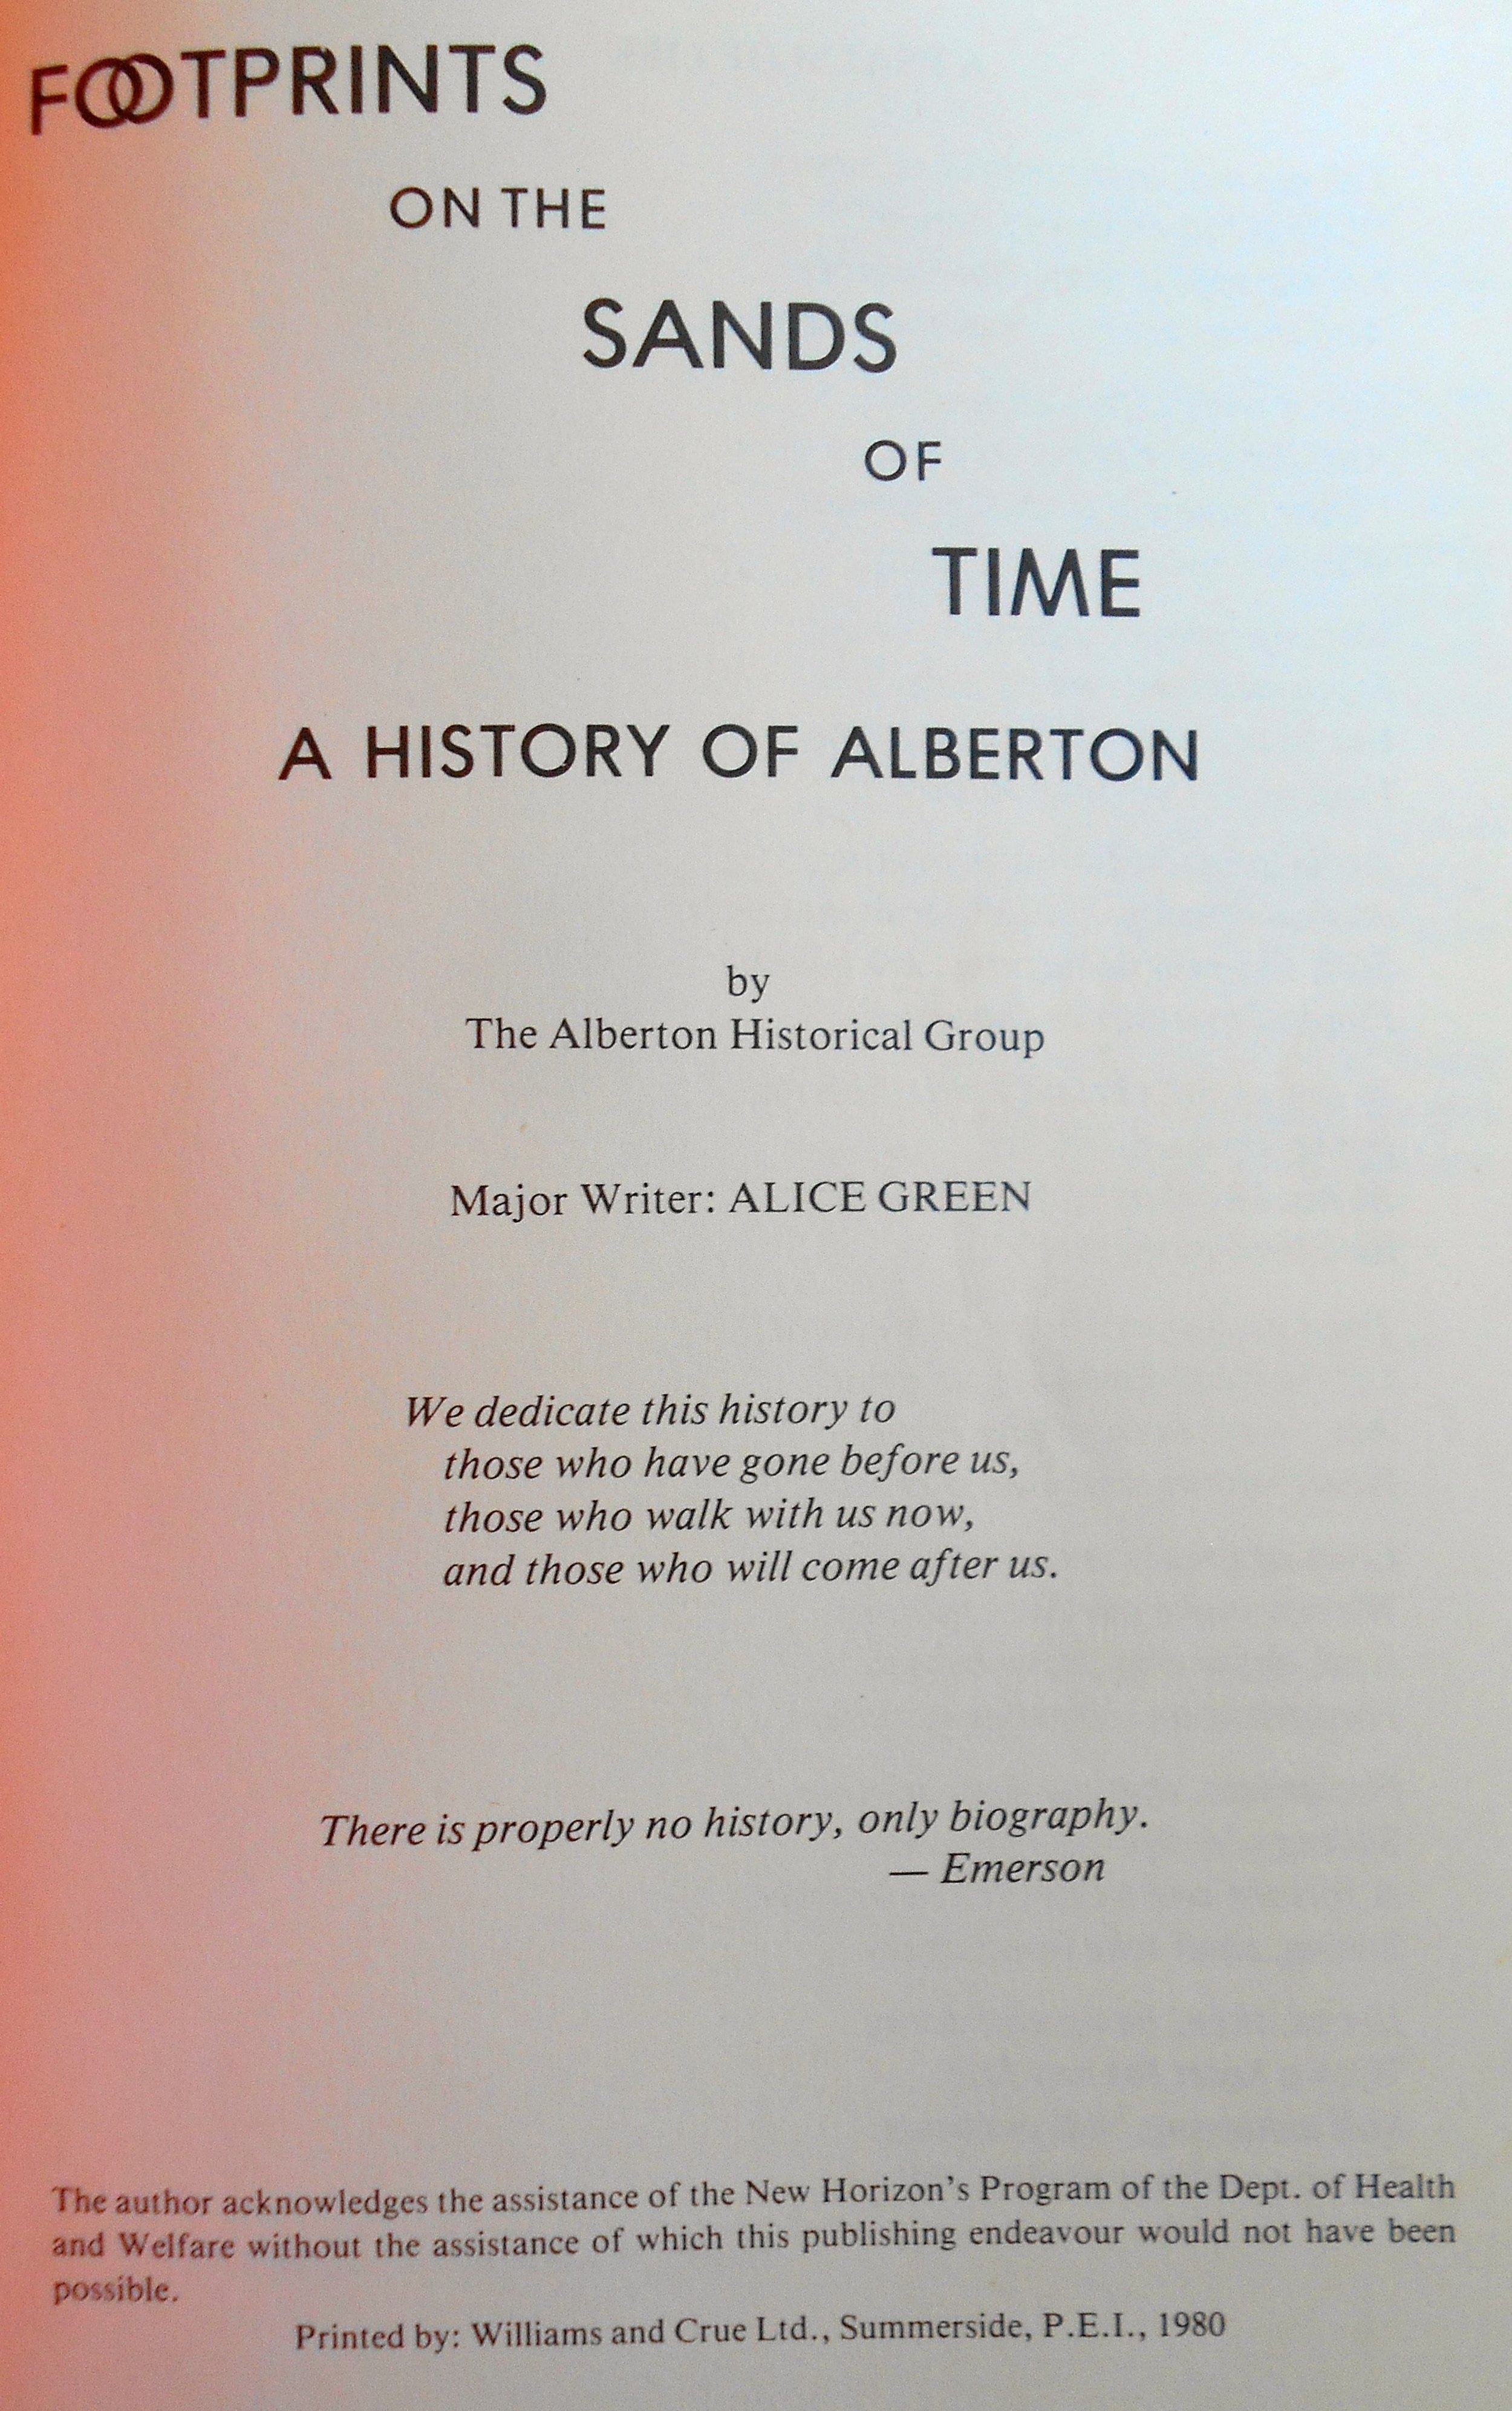 FOOTPRINTS
ON THE
SANDS
OF
TIME
A HISTORY OF ALBERTON
by
The Alberton Historical Group
Major Writer: ALICE GREEN
We dedicate this history to
those who have gone before us,
those who walk with us now,
and those who will come after us.
There is properly no history, only biography.
— Emerson
The author acknowledges the assistance of the New Horizon's Program of the Dept. of Health
and Welfare without the assistance of which this publishing endeavour would not have been
possible.
Printed by: Williams and Crue Ltd., Summerside, P.E.I., 1980